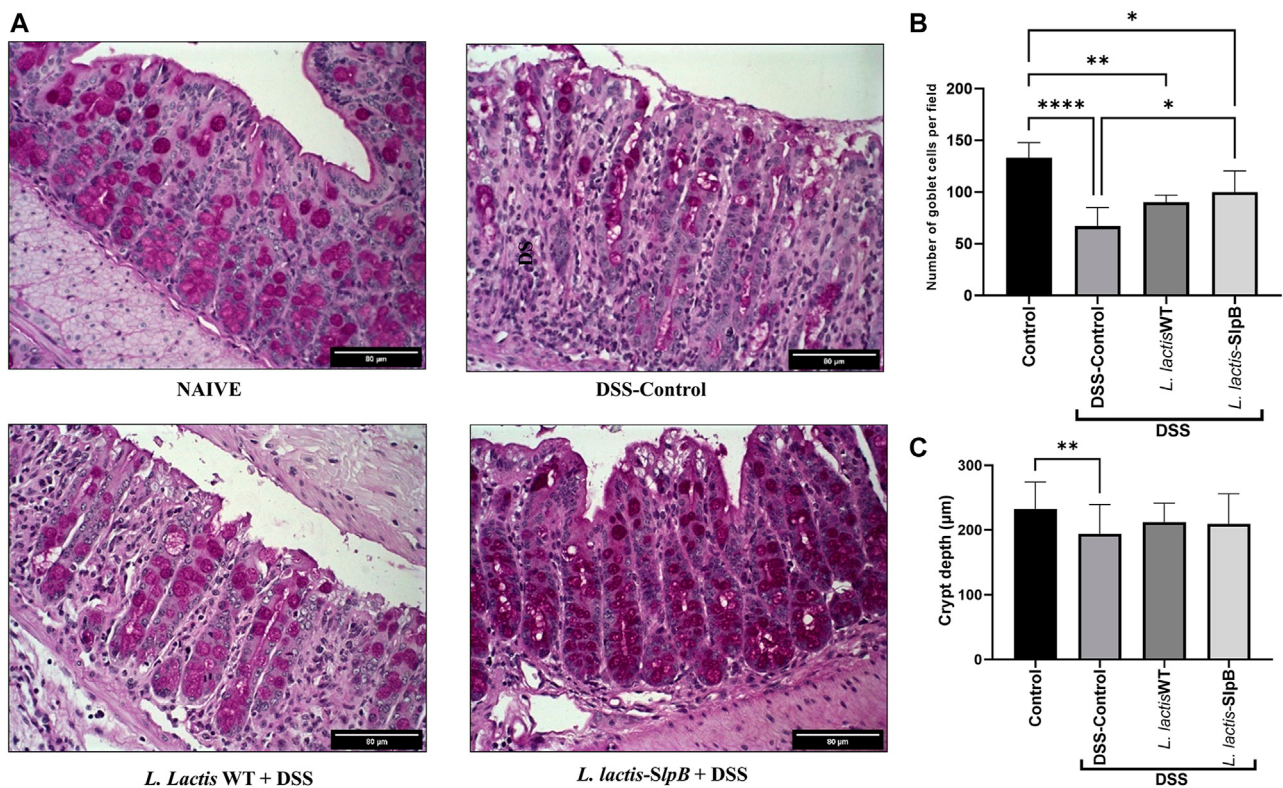 A
80 µm
NAIVE
DS
80 µm
DSS-Control
80 µm
L. Lactis WT + DSS
80 µm
L. lactis-SlpB + DSS
B
*
**
****
*
Number of goblet cells per field
200
150
100
50
0
Control
DSS-Control
L. lactisWT
L. lactis-SlpB
DSS
C
**
Crypt depth (µm)
300
200
100
0
Control
DSS-Control
L. lactisWT
L. lactis-SlpB
DSS